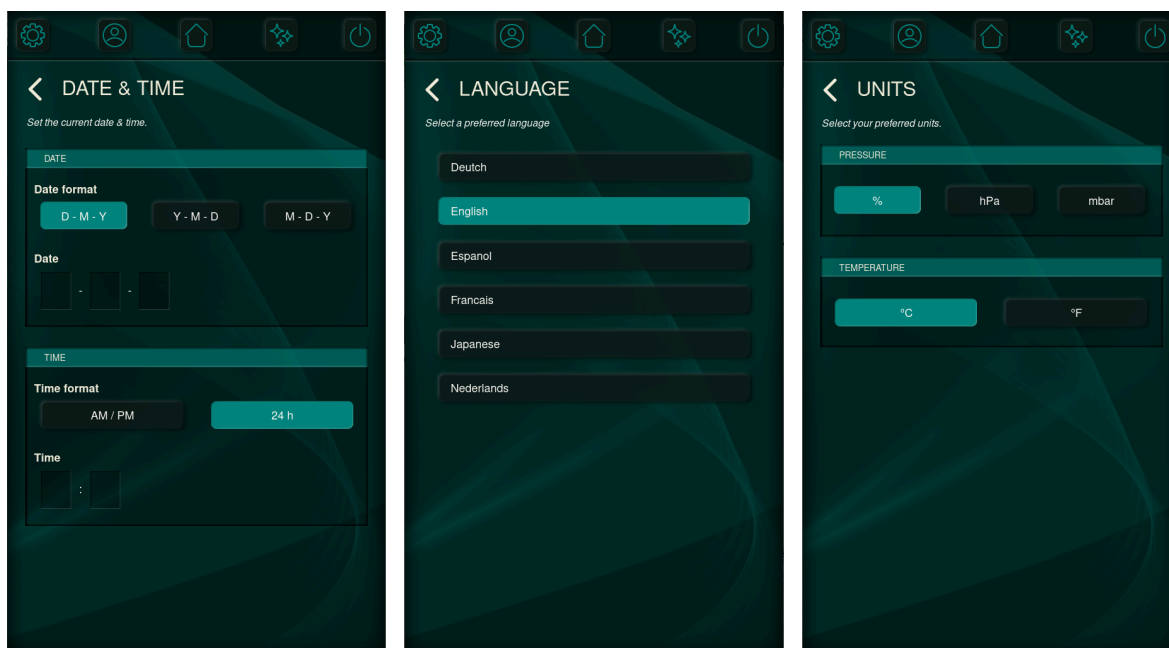 DATE & TIME
Set the current date & time.
DATE
Date format
D - M - Y   Y - M - D   M - D - Y
Date
- -
TIME
Time format
AM / PM   24 h
Time
:
LANGUAGE
Select a preferred language
Deutch
English
Espanol
Francais
Japanese
Nederlands
UNITS
Select your preferred units.
PRESSURE
%   hPa   mbar
TEMPERATURE
°C   °F